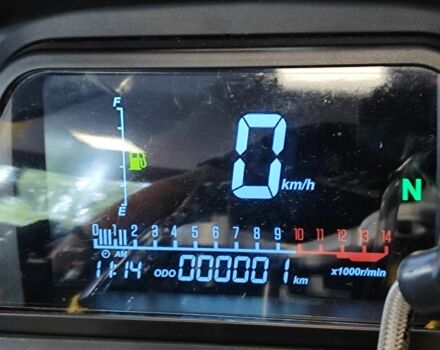 F
0 km/h
N
E
0 1 2 3 4 5 6 7 8 9 10 11 12 13 14
AM x1000r/min
11:14 ODO 000001 km